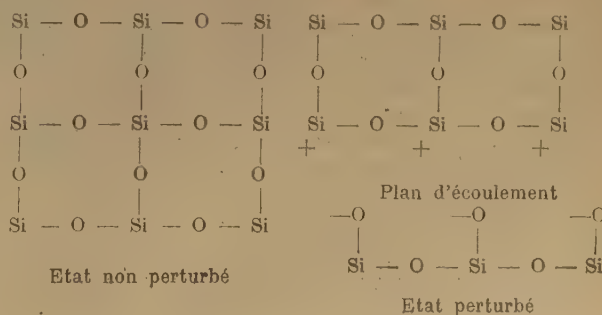 Si — O — Si — O — Si
O O O
Si — O — Si — O — Si
O O O
Si — O — Si — O — Si
Etat non perturbé
Si — O — Si — O — Si
O O O
Si — O — Si — O — Si
+ + +
Plan d'écoulement
—O —O —O
Si — O — Si — O — Si
Etat perturbé